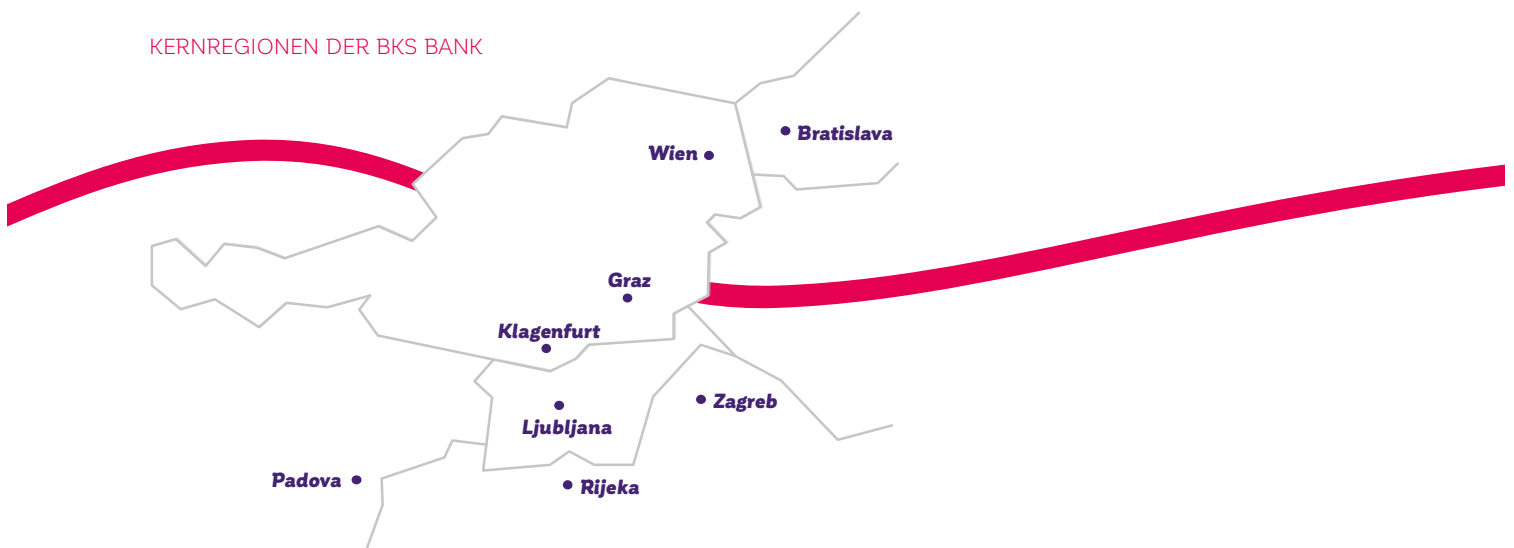 KERNREGIONEN DER BKS BANK
Bratislava
Wien
Graz
Klagenfurt
Zagreb
Ljubljana
Padova
Rijeka